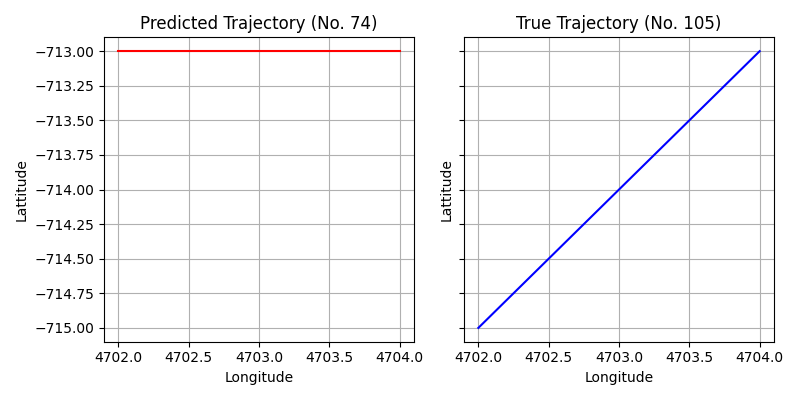 Predicted Trajectory (No. 74)
True Trajectory (No. 105)
−713.00
−713.25
−713.50
−713.75
−714.00
−714.25
−714.50
−714.75
−715.00
Lattitude
Lattitude
4702.0 4702.5 4703.0 4703.5 4704.0
4702.0 4702.5 4703.0 4703.5 4704.0
Longitude
Longitude